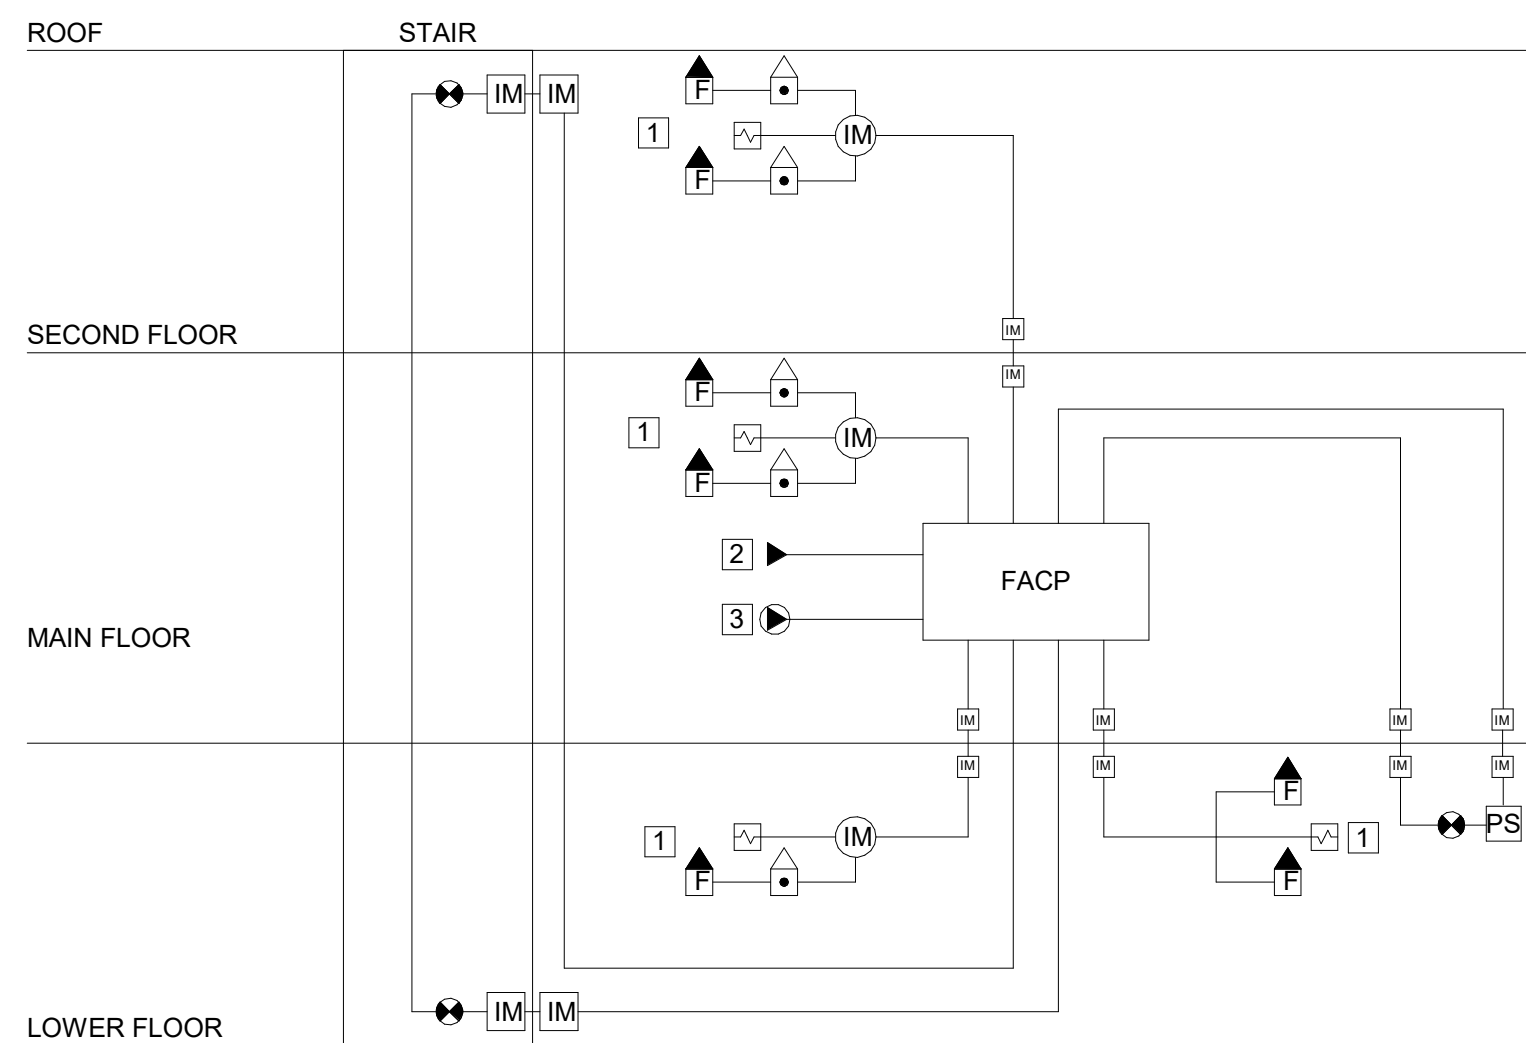 ROOF STAIR
IM IM
F
1 IM
F
IM
SECOND FLOOR
IM
F
1 IM
F
2
FACP
3
MAIN FLOOR
IM IM IM IM
IM IM IM IM
F
1 IM 1 PS
F F
IM IM
LOWER FLOOR